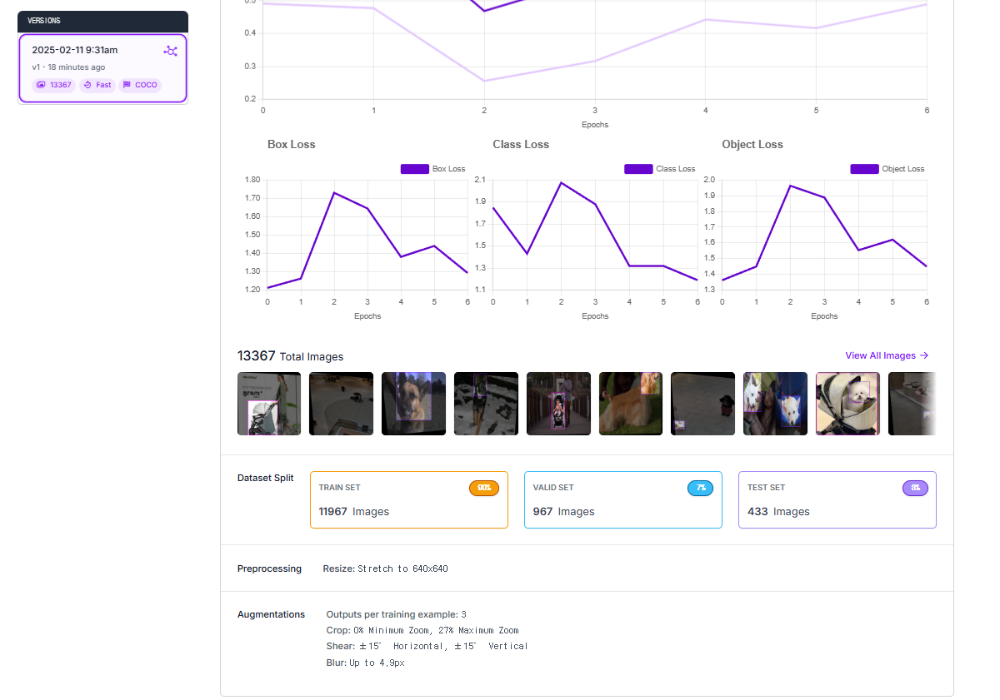 VERSIONS
2025-02-11 9:31am
v1 · 18 minutes ago
13367 Fast COCO
0.5
0.4
0.3
0.2
0 1 2 3 4 5 6
Epochs
Box Loss
Box Loss
1.80
1.70
1.60
1.50
1.40
1.30
1.20
0 1 2 3 4 5 6
Epochs
Class Loss
Class Loss
2.1
1.9
1.7
1.5
1.3
1.1
0 1 2 3 4 5 6
Epochs
Object Loss
Object Loss
2.0
1.9
1.8
1.7
1.6
1.5
1.4
1.3
0 1 2 3 4 5 6
Epochs
13367 Total Images
View All Images →
Dataset Split
TRAIN SET 90%
11967 Images
VALID SET 7%
967 Images
TEST SET
433 Images
Preprocessing
Resize: Stretch to 640x640
Augmentations
Outputs per training example: 3
Crop: 0% Minimum Zoom, 27% Maximum Zoom
Shear: ±15° Horizontal, ±15° Vertical
Blur: Up to 4.9px